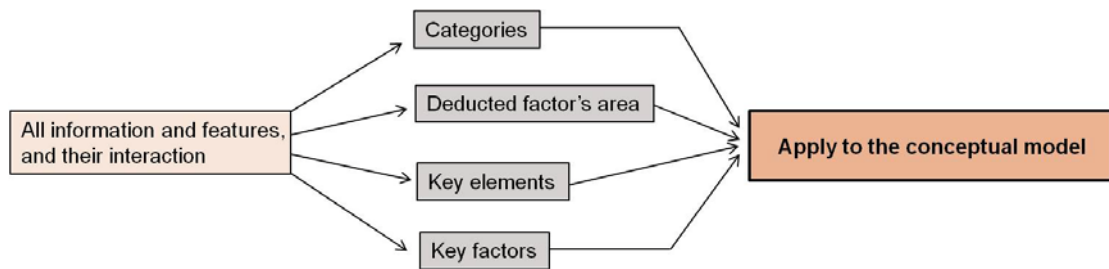 Categories
Deducted factor's area
All information and features,
and their interaction
Apply to the conceptual model
Key elements
Key factors